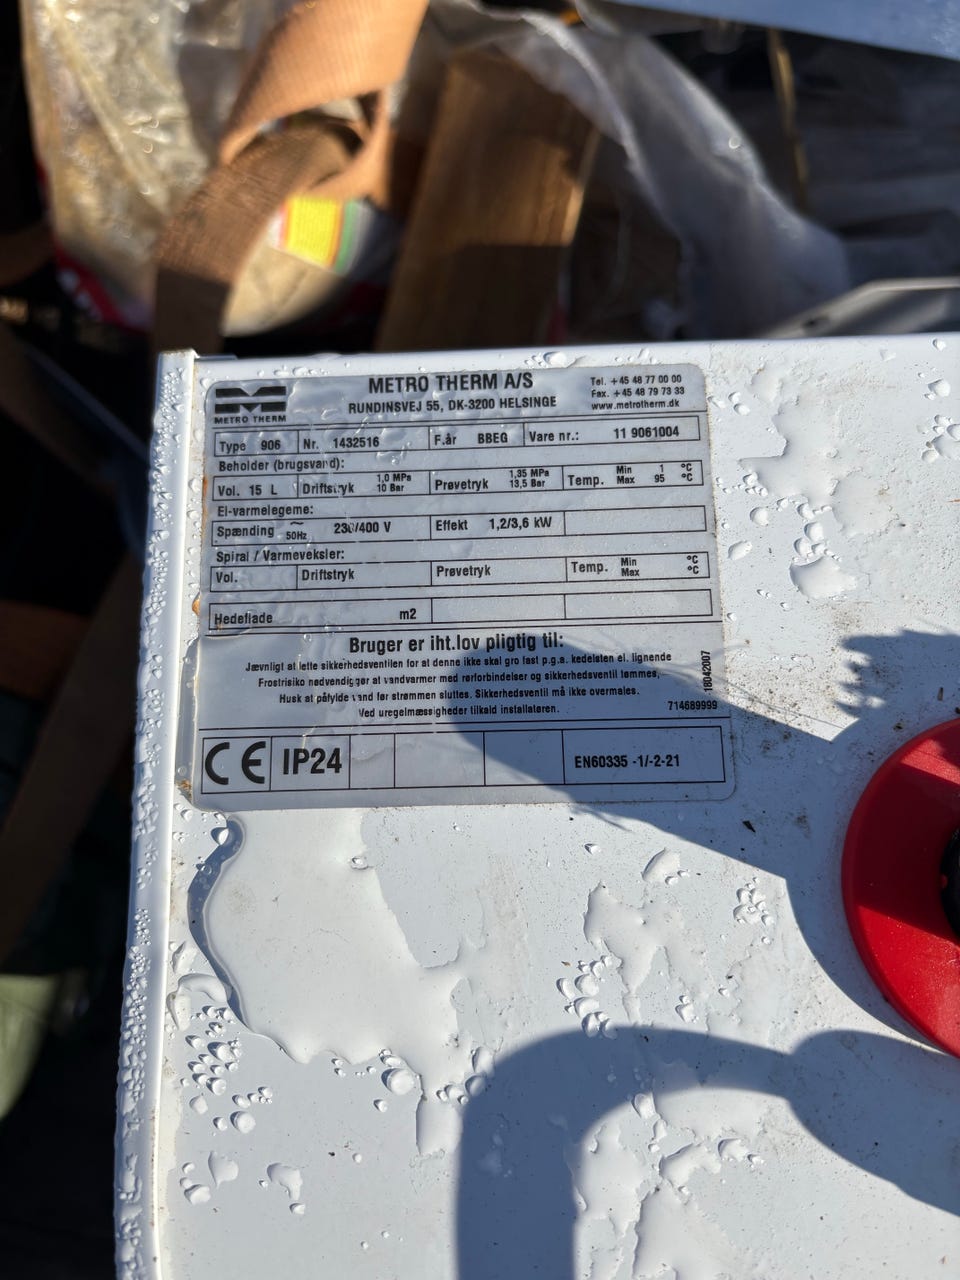 METRO THERM A/S
RUNDINSVEJ 55, DK-3200 HELSINGE
Tel. +45 48 77 00 00
Fax. +45 48 79 73 33
www.metrotherm.dk
METRO THERM
Type 906 Nr. 1432516 F.år BBEG Vare nr.: 11 9061004
Beholder (brugsvand):
Vol. 15 L Driftstryk 1,0 MPa 10 Bar Prøvetryk 1,35 MPa 13,5 Bar Temp. Min 1 °C Max 95 °C
El-varmelegeme:
Spænding ~ 50Hz 230/400 V Effekt 1,2/3,6 kW
Spiral / Varmeveksler:
Vol. Driftstryk Prøvetryk Temp. Min °C Max °C
Hedeflade m2
Bruger er iht.lov pligtig til:
Jævnligt at lette sikkerhedsventilen for at denne ikke skal gro fast p.g.a. kedelsten el. lignende
Frostrisiko nødvendiggør at vandvarmer med rørforbindelser og sikkerhedsventil tømmes,
Husk at påfylde vand før strømmen sluttes. Sikkerhedsventil må ikke overmales.
Ved uregelmæssigheder tilkald installatøren.
18042007
714689999
CE IP24 EN60335 -1/-2-21